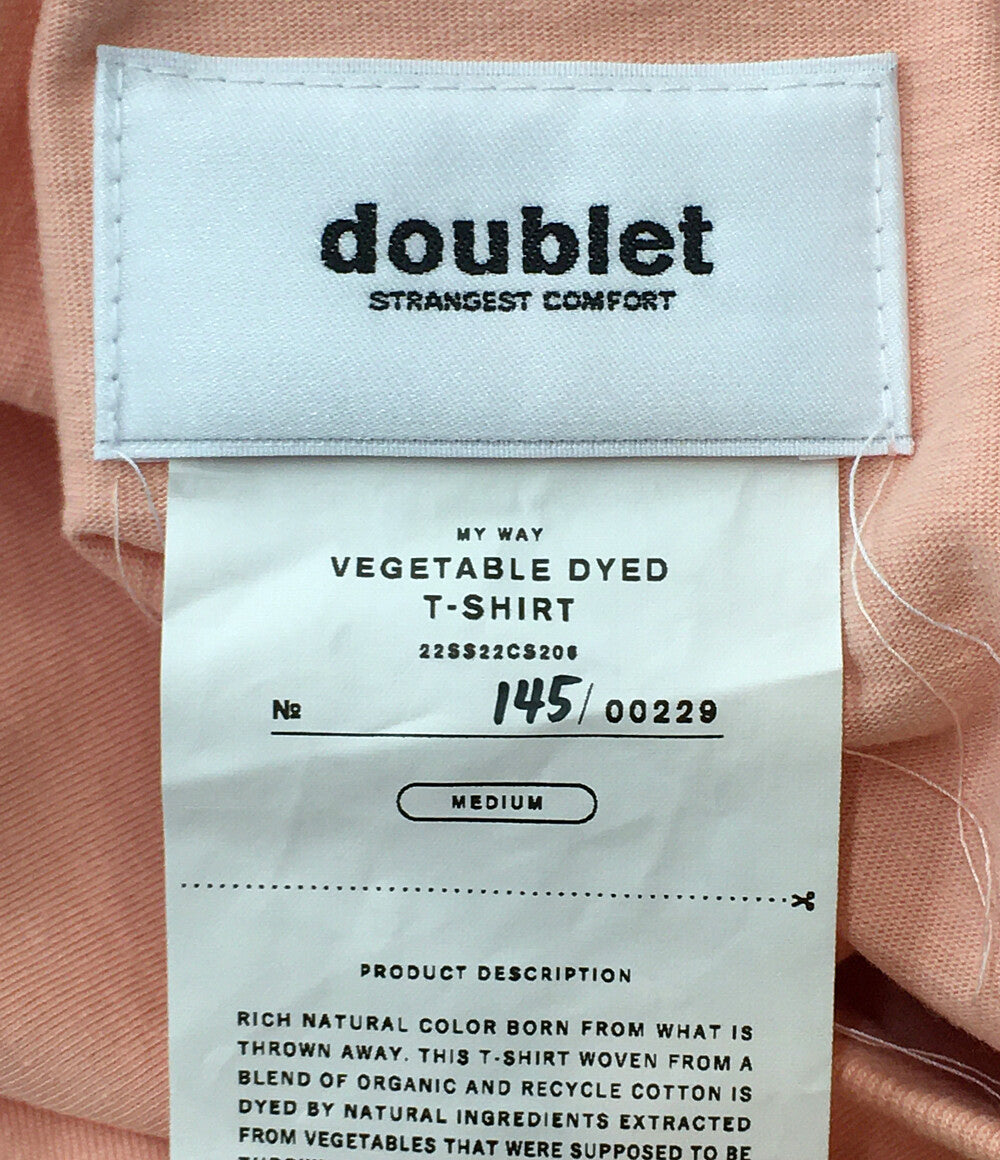 doublet
STRANGEST COMFORT
MY WAY
VEGETABLE DYED
T-SHIRT
22SS22CS206
№ 145/00229
MEDIUM
PRODUCT DESCRIPTION
RICH NATURAL COLOR BORN FROM WHAT IS
THROWN AWAY. THIS T-SHIRT WOVEN FROM A
BLEND OF ORGANIC AND RECYCLE COTTON IS
DYED BY NATURAL INGREDIENTS EXTRACTED
FROM VEGETABLES THAT WERE SUPPOSED TO BE